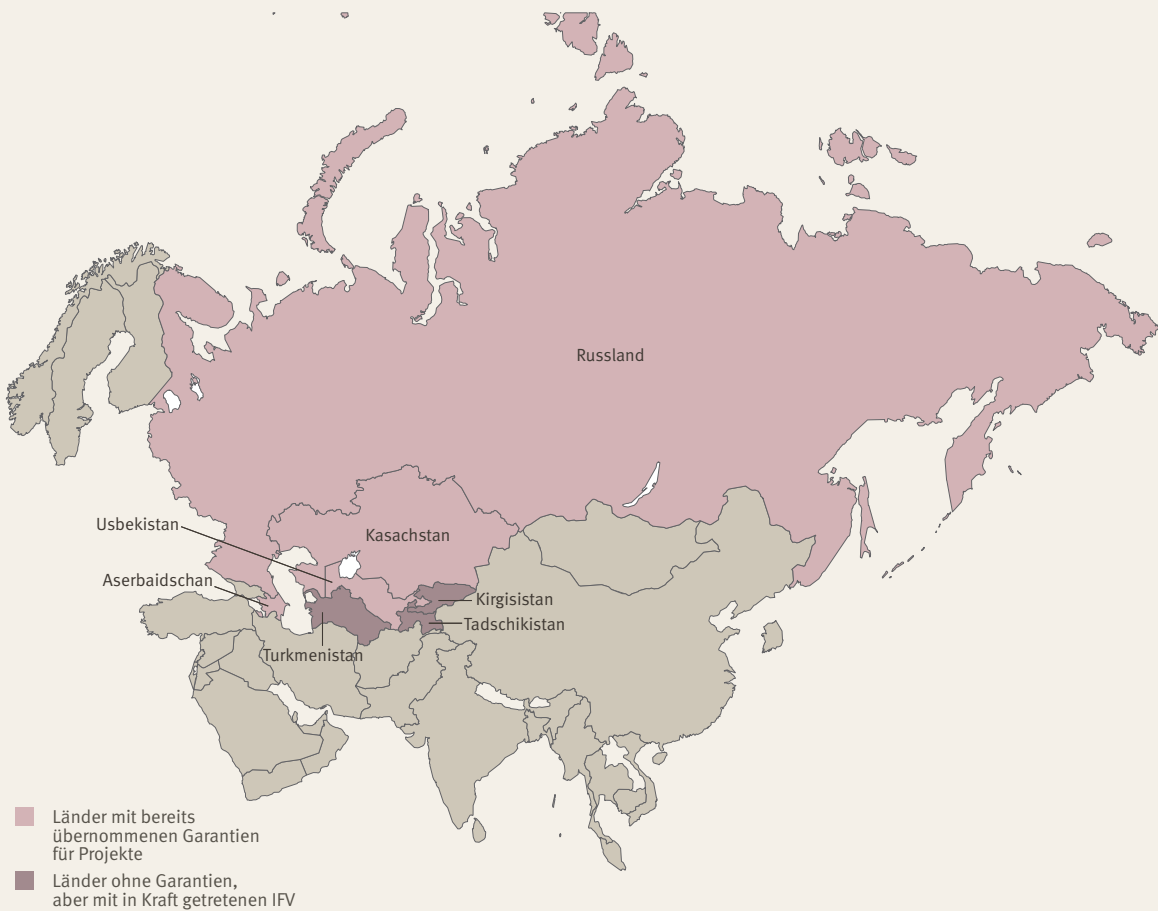 Russland
Usbekistan
Kasachstan
Aserbaidschan
Kirgisistan
Tadschikistan
Turkmenistan
Länder mit bereits
übernommenen Garantien
für Projekte
Länder ohne Garantien,
aber mit in Kraft getretenen IFV